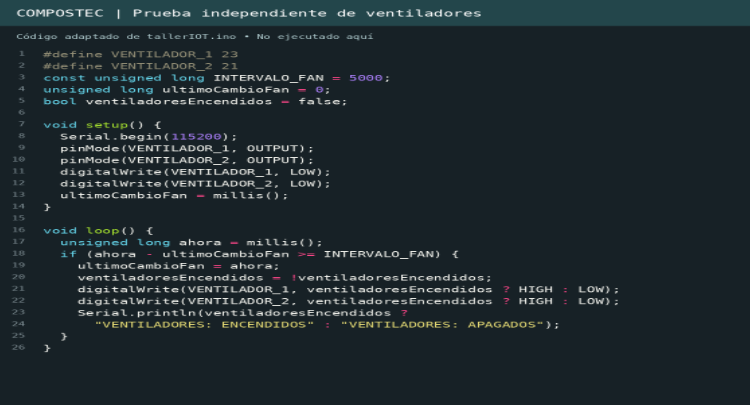 COMPOSTEC | Prueba independiente de ventiladores
Código adaptado de tallerIOT.ino • No ejecutado aquí
1 #define VENTILADOR_1 23
2 #define VENTILADOR_2 21
3 const unsigned long INTERVALO_FAN = 5000;
4 unsigned long ultimoCambioFan = 0;
5 bool ventiladoresEncendidos = false;
6
7 void setup() {
8   Serial.begin(115200);
9   pinMode(VENTILADOR_1, OUTPUT);
10   pinMode(VENTILADOR_2, OUTPUT);
11   digitalWrite(VENTILADOR_1, LOW);
12   digitalWrite(VENTILADOR_2, LOW);
13   ultimoCambioFan = millis();
14 }
15
16 void loop() {
17   unsigned long ahora = millis();
18   if (ahora - ultimoCambioFan >= INTERVALO_FAN) {
19     ultimoCambioFan = ahora;
20     ventiladoresEncendidos = !ventiladoresEncendidos;
21     digitalWrite(VENTILADOR_1, ventiladoresEncendidos ? HIGH : LOW);
22     digitalWrite(VENTILADOR_2, ventiladoresEncendidos ? HIGH : LOW);
23     Serial.println(ventiladoresEncendidos ?
24       "VENTILADORES: ENCENDIDOS" : "VENTILADORES: APAGADOS");
25   }
26 }